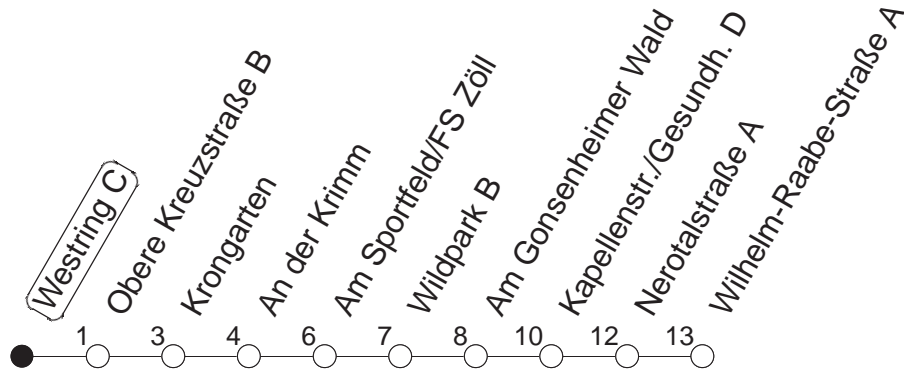 Westring C
Obere Kreuzstraße B
Krongarten
An der Krimm
Am Sportfeld/FS Zöll
Wildpark B
Am Gonsenheimer Wald
Kapellenstr./Gesundh. D
Nerotalstraße A
Wilhelm-Raabe-Straße A
1 3 4 6 7 8 10 12 13